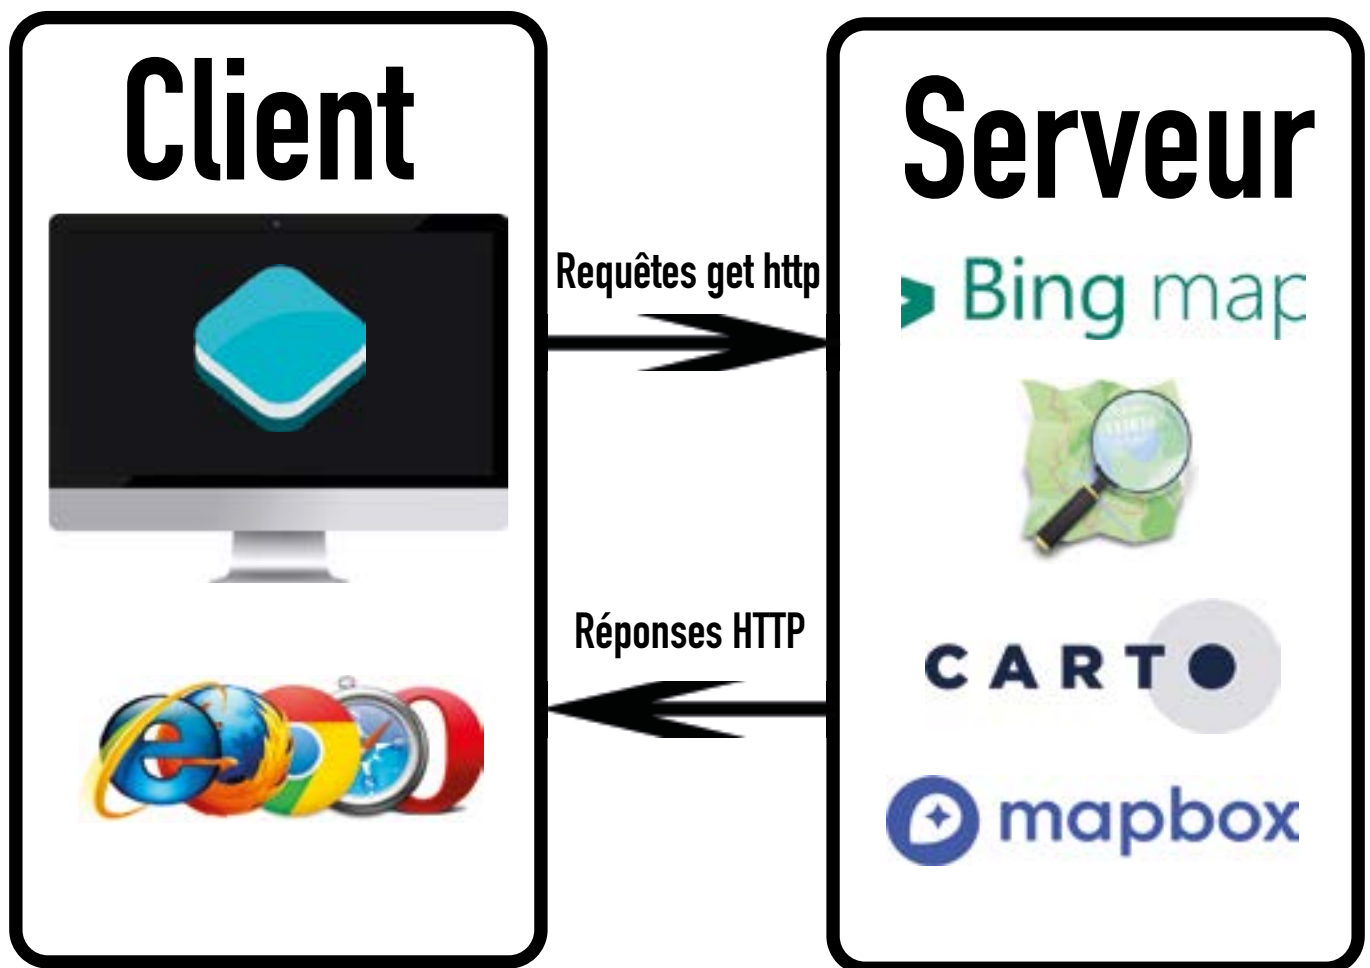 Client
Serveur
Requêtes get http
Bing map
Réponses HTTP
CARTO
mapbox